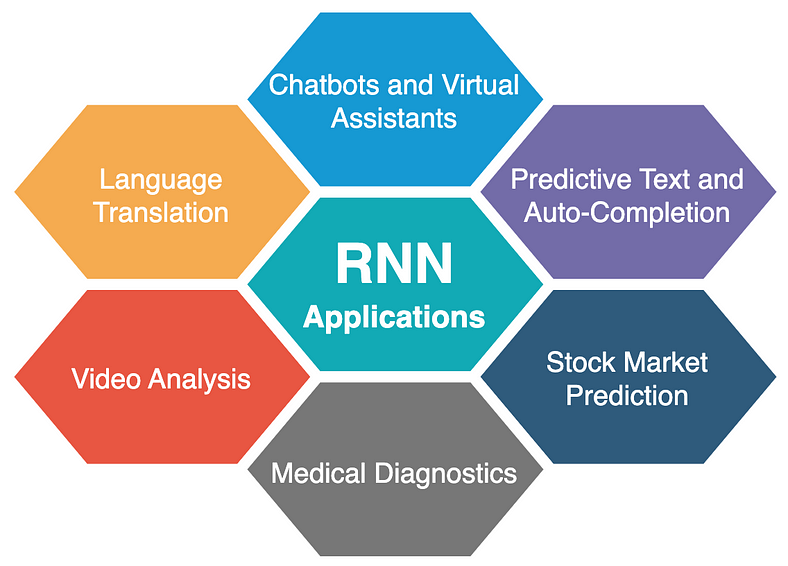 Chatbots and Virtual
Assistants
Language
Translation
Predictive Text and
Auto-Completion
RNN
Applications
Video Analysis
Stock Market
Prediction
Medical Diagnostics